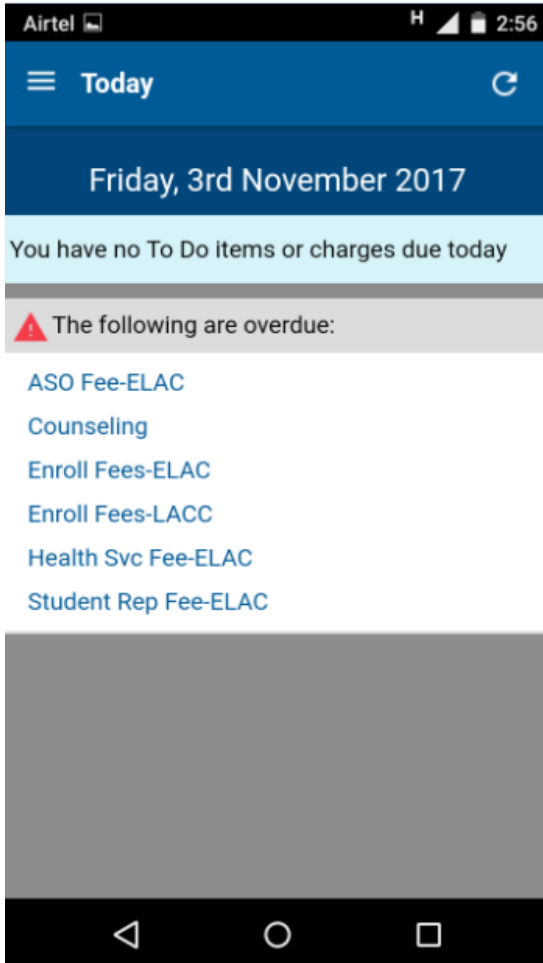 Airtel H 2:56
Today
Friday, 3rd November 2017
You have no To Do items or charges due today
The following are overdue:
ASO Fee-ELAC
Counseling
Enroll Fees-ELAC
Enroll Fees-LACC
Health Svc Fee-ELAC
Student Rep Fee-ELAC